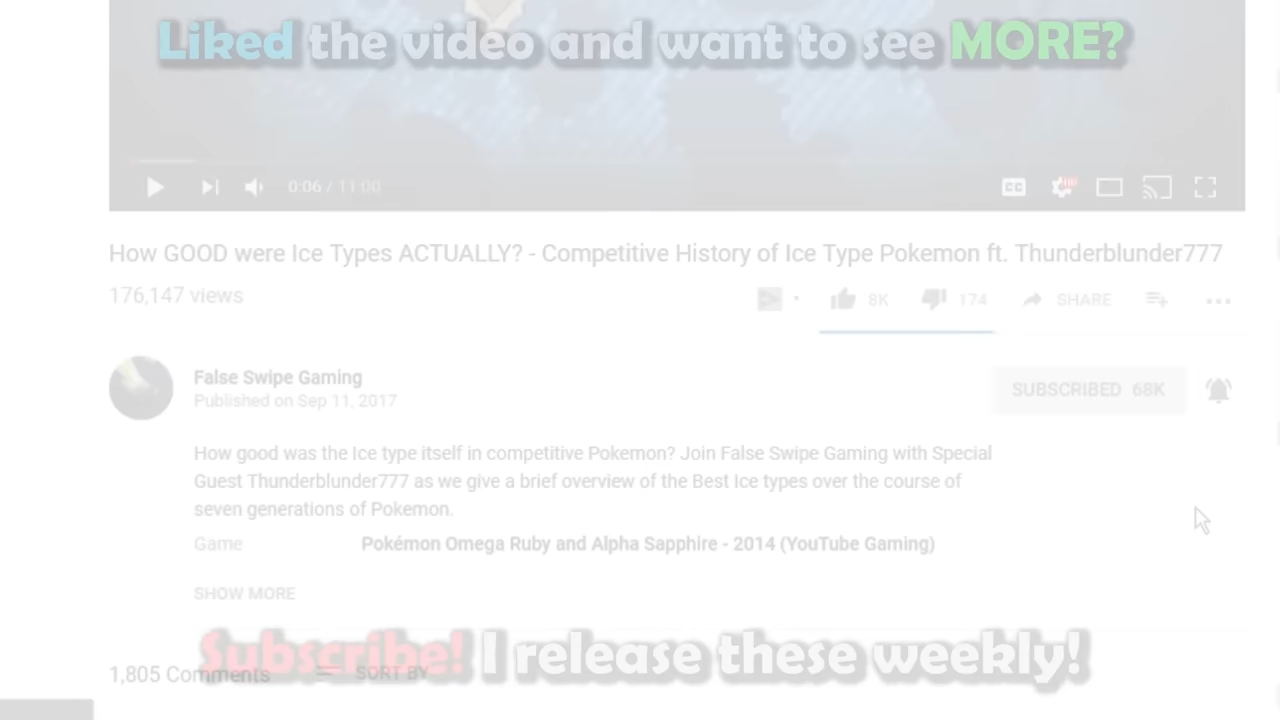 Liked the video and want to see MORE?
0:06 / 11:00
CC
HD
How GOOD were Ice Types ACTUALLY? - Competitive History of Ice Type Pokemon ft. Thunderblunder777
176,147 views
8K 174 SHARE
False Swipe Gaming
Published on Sep 11, 2017
SUBSCRIBED 68K
How good was the Ice type itself in competitive Pokemon? Join False Swipe Gaming with Special
Guest Thunderblunder777 as we give a brief overview of the Best Ice types over the course of
seven generations of Pokemon.
Game Pokémon Omega Ruby and Alpha Sapphire - 2014 (YouTube Gaming)
SHOW MORE
Subscribe! I release these weekly!
1,805 Comments SORT BY